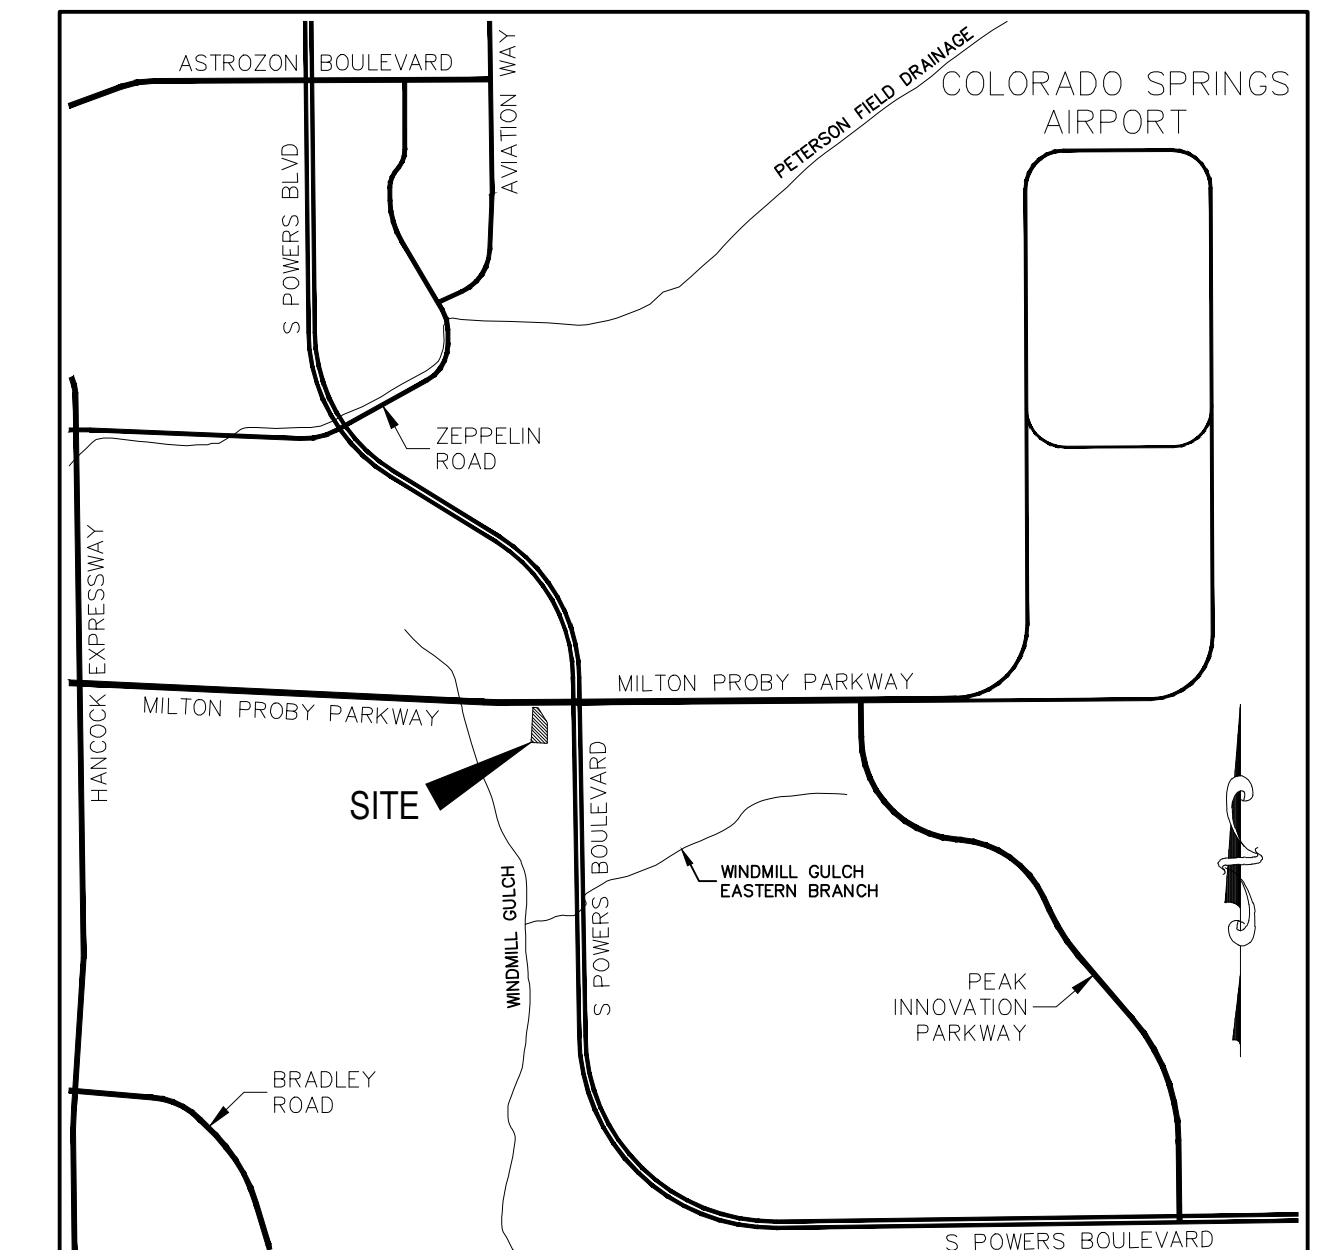 ASTROZON BOULEVARD
AVIATION WAY
PETERSON FIELD DRAINAGE
COLORADO SPRINGS
AIRPORT
S POWERS BLVD
ZEPPELIN
ROAD
HANCOCK EXPRESSWAY
MILTON PROBY PARKWAY
MILTON PROBY PARKWAY
SITE
S POWERS BOULEVARD
WINDMILL GULCH
WINDMILL GULCH
EASTERN BRANCH
PEAK
INNOVATION
PARKWAY
BRADLEY
ROAD
S POWERS BOULEVARD